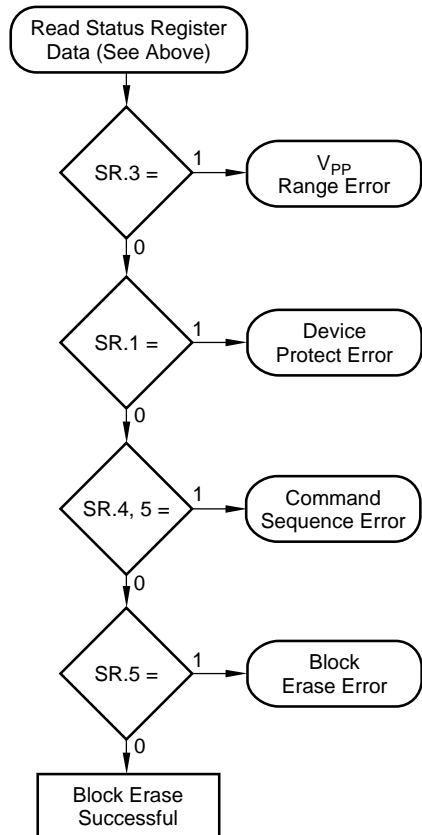 Read Status Register
Data (See Above)
SR.3 =
1
VPP
Range Error
0
SR.1 =
1
Device
Protect Error
0
SR.4, 5 =
1
Command
Sequence Error
0
SR.5 =
1
Block
Erase Error
0
Block Erase
Successful